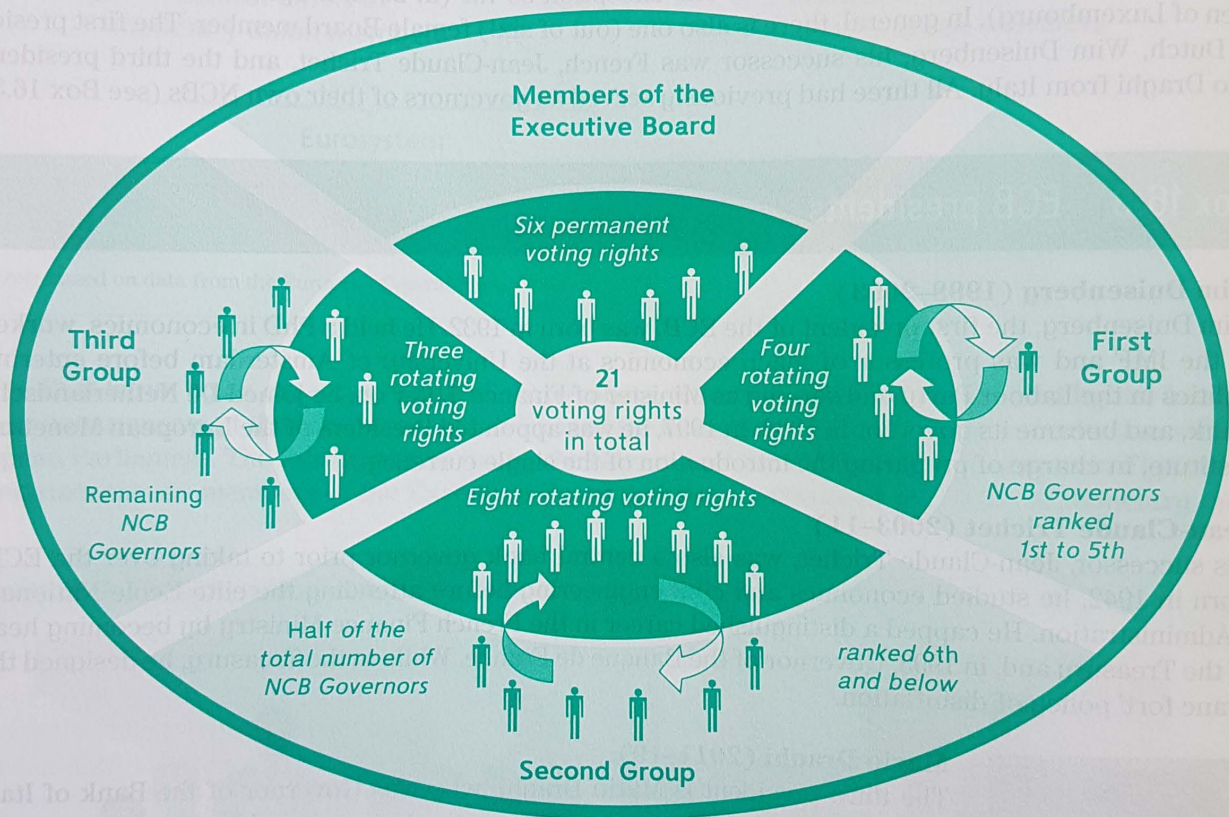 Members of the
Executive Board
Six permanent
voting rights
Third
Group
Three
rotating
voting
rights
21
voting rights
in total
Four
rotating
voting
rights
First
Group
Remaining
NCB
Governors
Eight rotating voting rights
NCB Governors
ranked
1st to 5th
Half of the
total number of
NCB Governors
ranked 6th
and below
Second Group